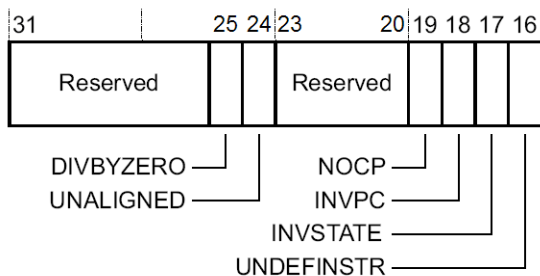 31 25 24 23 20 19 18 17 16
Reserved Reserved
DIVBYZERO NOCP
UNALIGNED INVPC
INVSTATE
UNDEFINSTR